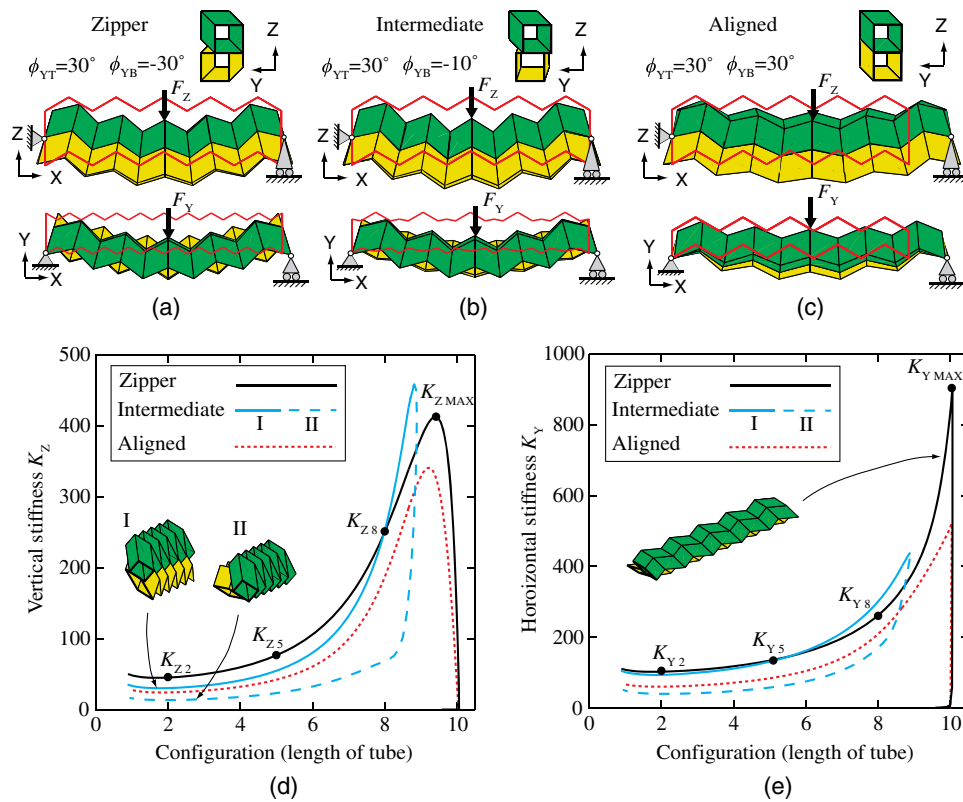 Zipper
ϕYT=30° ϕYB=-30°
Z
Y
FZ
Z
X
FY
Y
X
(a)
Intermediate
ϕYT=30° ϕYB=-10°
Z
Y
FZ
Z
X
FY
Y
X
(b)
Aligned
ϕYT=30° ϕYB=30°
Z
Y
FZ
Z
X
FY
Y
X
(c)
Vertical stiffness KZ
500
400
300
200
100
0
Zipper
Intermediate
I II
Aligned
KZ MAX
KZ 8
KZ 5
KZ 2
I
II
0 2 4 6 8 10
Configuration (length of tube)
(d)
Horoizontal stiffness KY
1000
800
600
400
200
0
Zipper
Intermediate
I II
Aligned
KY MAX
KY 8
KY 5
KY 2
0 2 4 6 8 10
Configuration (length of tube)
(e)